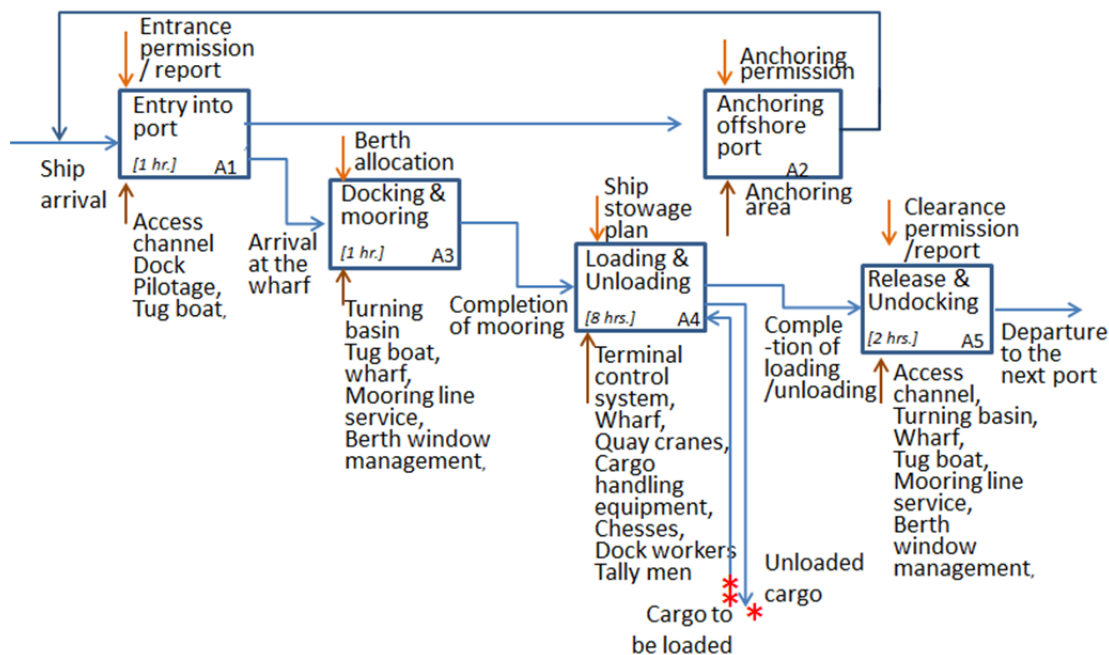 Entrance
permission
/ report
Entry into
port
[1 hr.]
A1
Ship
arrival
Access
channel
Dock
Pilotage,
Tug boat,
Anchoring
permission
Anchoring
offshore
port
A2
Anchoring
area
Berth
allocation
Docking &
mooring
[1 hr.]
A3
Arrival
at the
wharf
Turning
basin
Tug boat,
wharf,
Mooring line
service,
Berth window
management,
Completion
of mooring
Ship
stowage
plan
Loading &
Unloading
[8 hrs.]
A4
Terminal
control
system,
Wharf,
Quay cranes,
Cargo
handling
equipment,
Chesses,
Dock workers
Tally men
Cargo to
be loaded
**
*
Unloaded
cargo
Comple
-tion of
loading
/unloading
Clearance
permission
/report
Release &
Undocking
[2 hrs.]
A5
Departure
to the
next port
Access
channel,
Turning basin,
Wharf,
Tug boat,
Mooring line
service,
Berth
window
management,